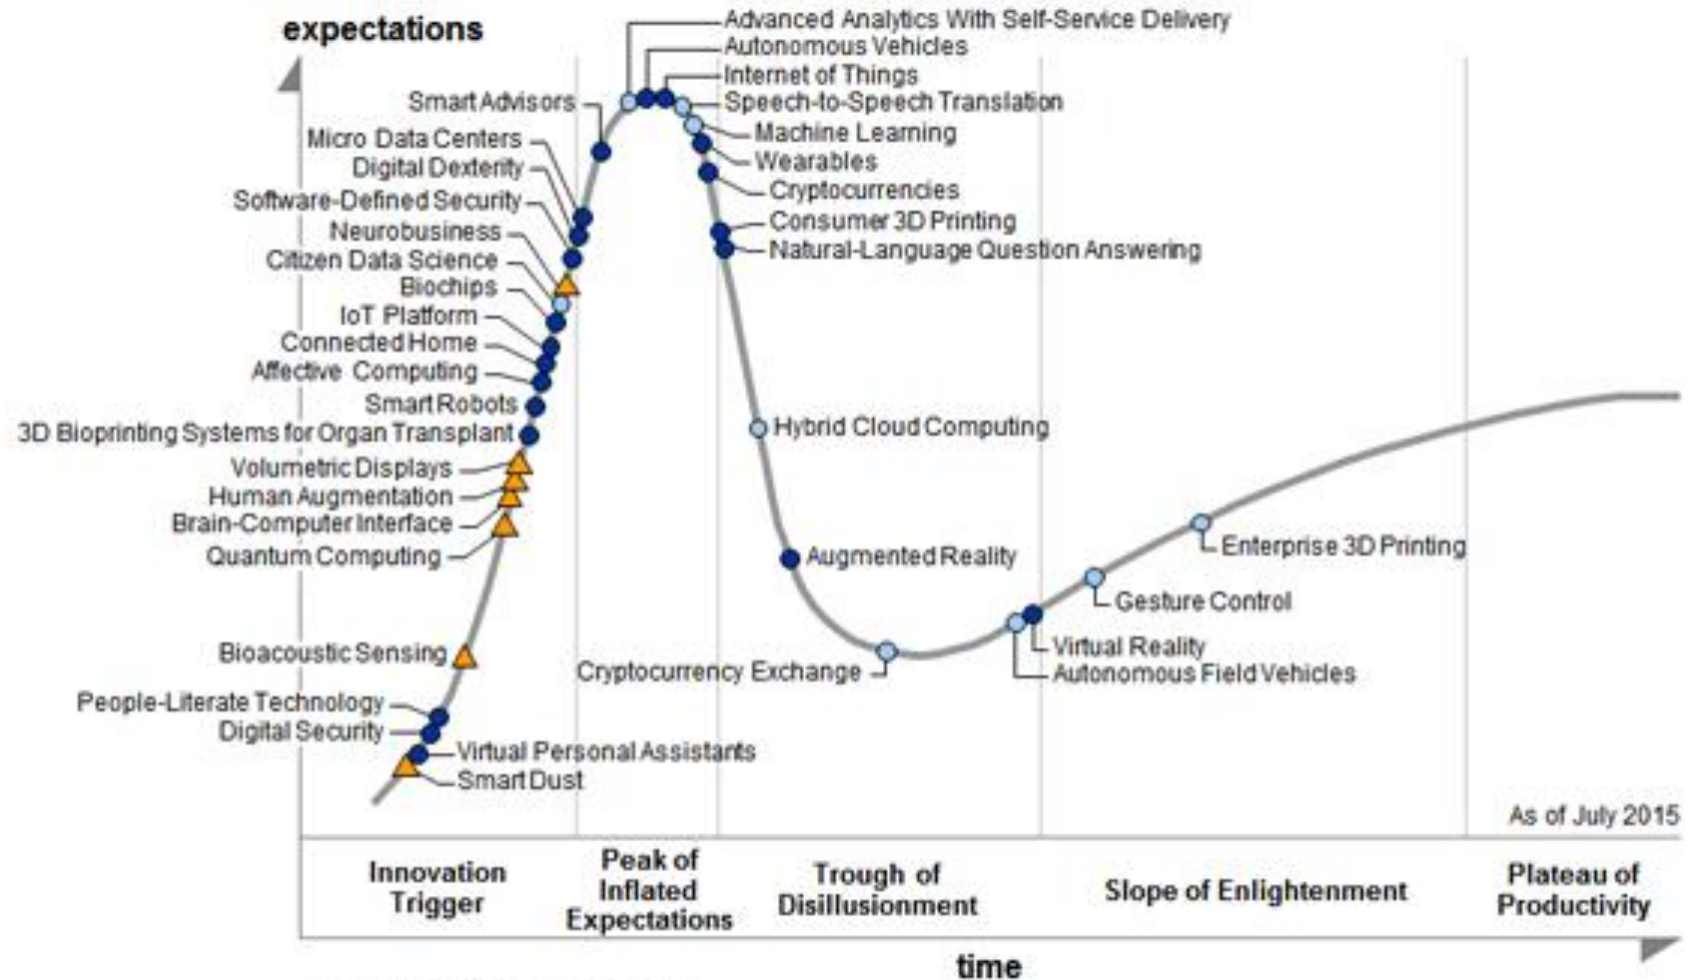 expectations
Advanced Analytics With Self-Service Delivery
Autonomous Vehicles
Internet of Things
Smart Advisors
Speech-to-Speech Translation
Micro Data Centers
Machine Learning
Digital Dexterity
Wearables
Software-Defined Security
Cryptocurrencies
Neurobusiness
Consumer 3D Printing
Citizen Data Science
Natural-Language Question Answering
Biochips
IoT Platform
Connected Home
Affective Computing
Smart Robots
Hybrid Cloud Computing
3D Bioprinting Systems for Organ Transplant
Volumetric Displays
Human Augmentation
Brain-Computer Interface
Quantum Computing
Augmented Reality
Enterprise 3D Printing
Gesture Control
Bioacoustic Sensing
Virtual Reality
Cryptocurrency Exchange
Autonomous Field Vehicles
People-Literate Technology
Digital Security
Virtual Personal Assistants
Smart Dust
As of July 2015
Innovation
Trigger
Peak of
Inflated
Expectations
Trough of
Disillusionment
Slope of Enlightenment
Plateau of
Productivity
time